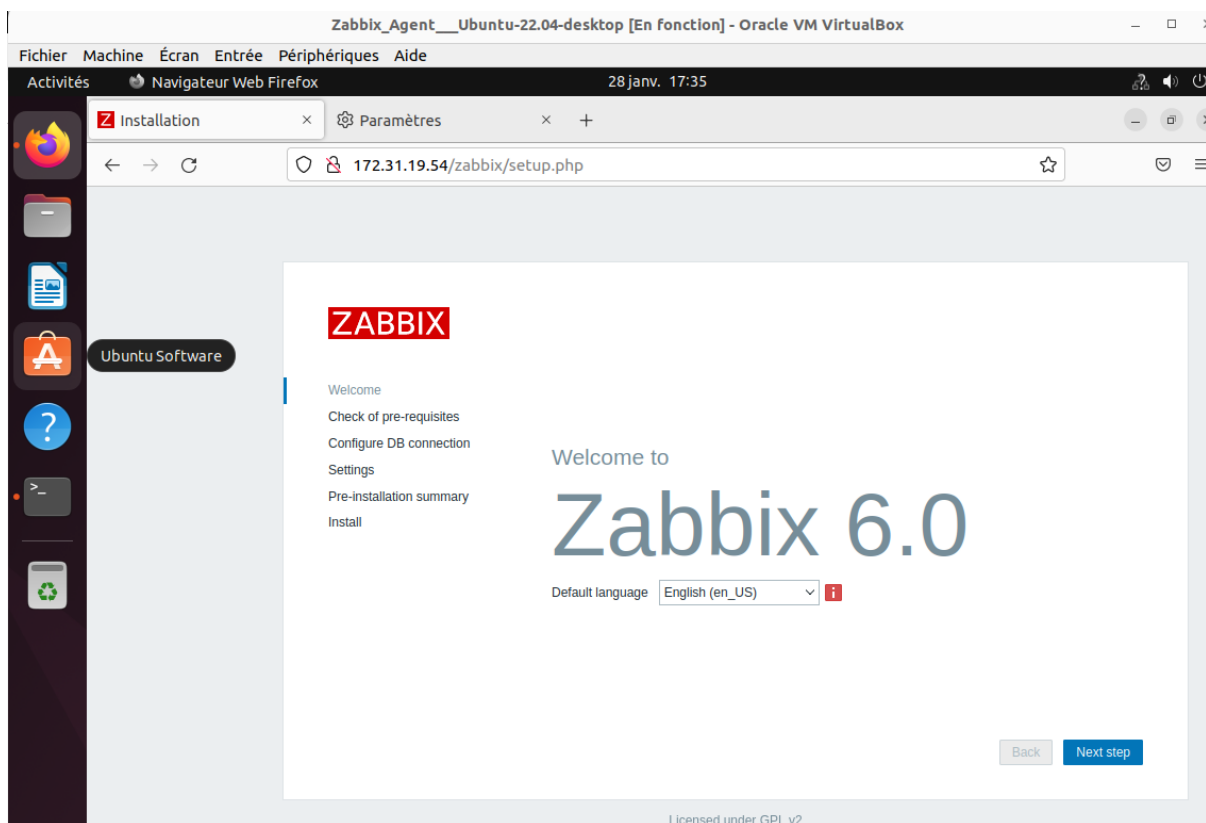 Zabbix_Agent___Ubuntu-22.04-desktop [En fonction] - Oracle VM VirtualBox
Fichier Machine Écran Entrée Périphériques Aide
Activités Navigateur Web Firefox 28 janv. 17:35
Z Installation Paramètres
172.31.19.54/zabbix/setup.php
ZABBIX
Ubuntu Software
Welcome
Check of pre-requisites
Configure DB connection
Settings
Pre-installation summary
Install
Welcome to
Zabbix 6.0
Default language English (en_US) i
Back Next step
Licensed under GPL v2